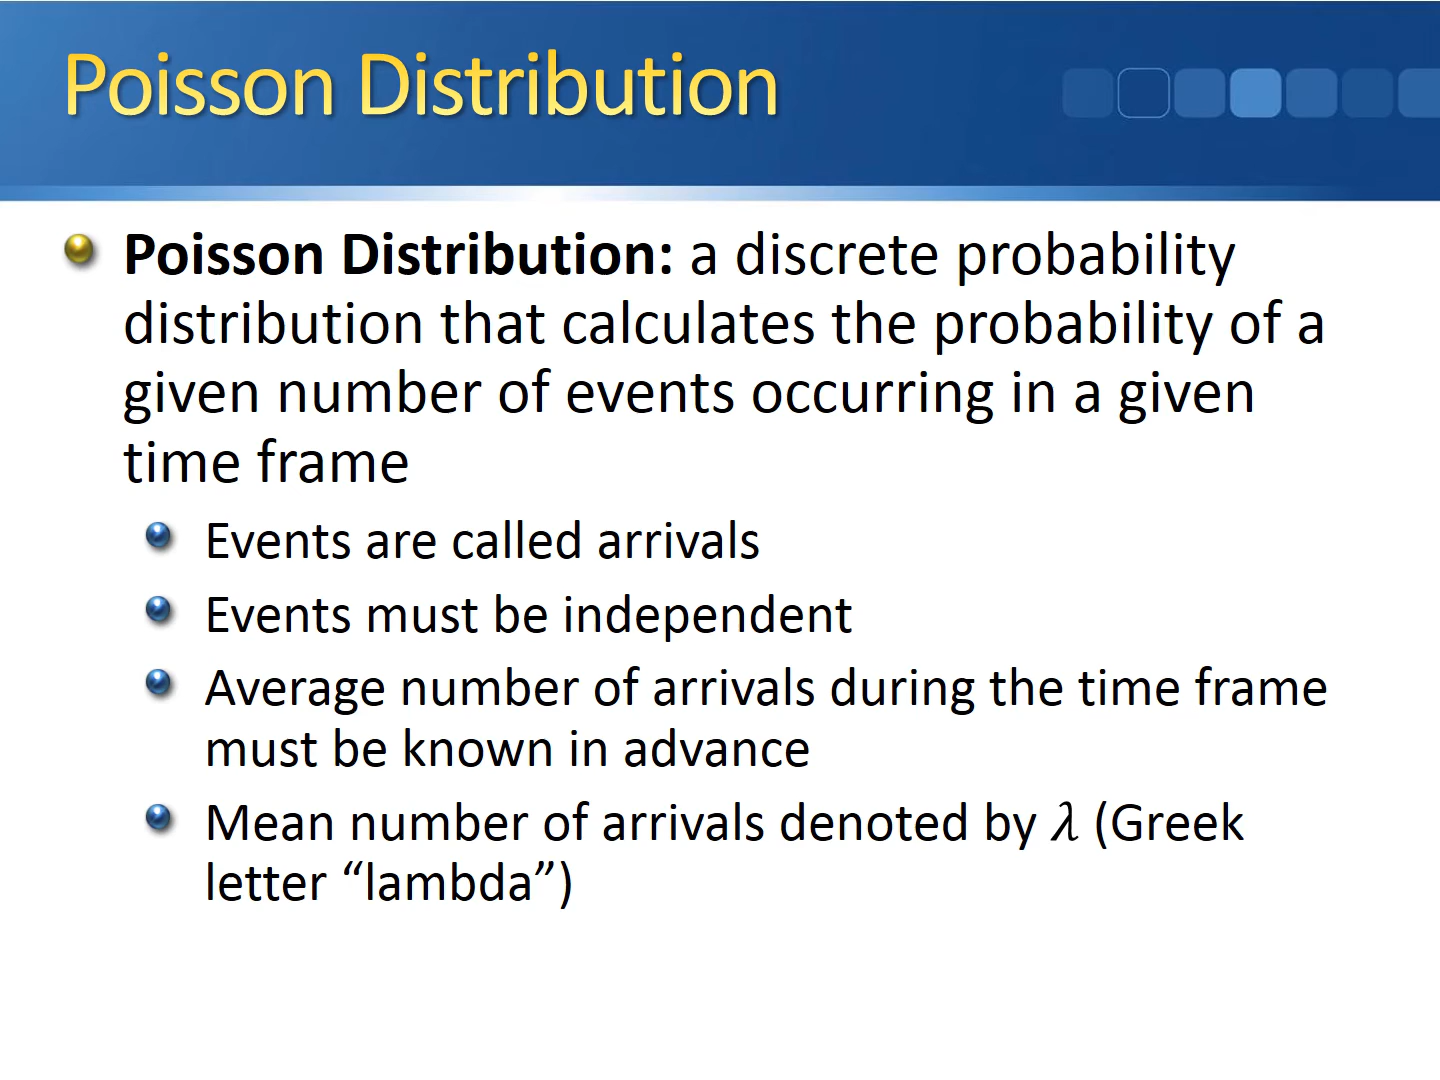 Poisson Distribution
Poisson Distribution: a discrete probability
distribution that calculates the probability of a
given number of events occurring in a given
time frame
Events are called arrivals
Events must be independent
Average number of arrivals during the time frame
must be known in advance
Mean number of arrivals denoted by λ (Greek
letter “lambda”)